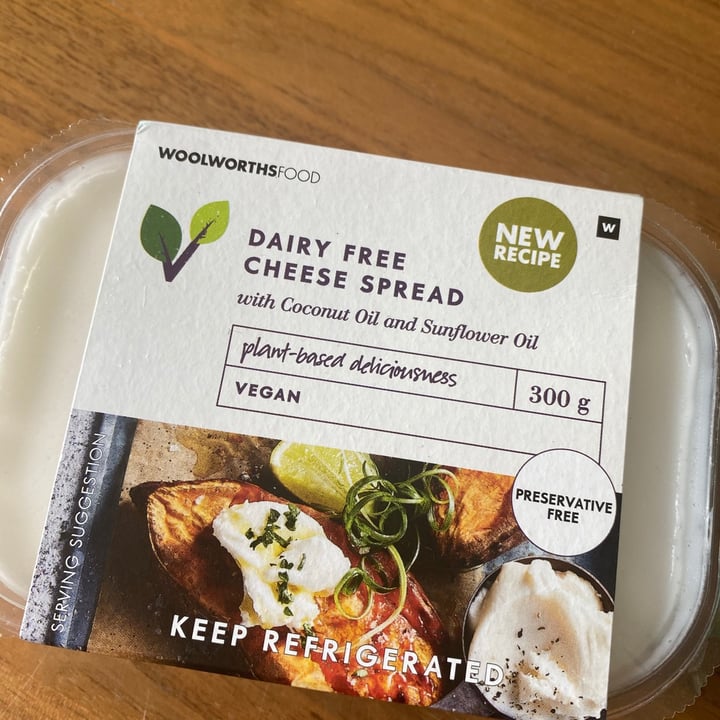 WOOLWORTHSFOOD
W
NEW
RECIPE
DAIRY FREE
CHEESE SPREAD
with Coconut Oil and Sunflower Oil
plant-based deliciousness
300 g
VEGAN
PRESERVATIVE
FREE
SERVING SUGGESTION
KEEP REFRIGERATED